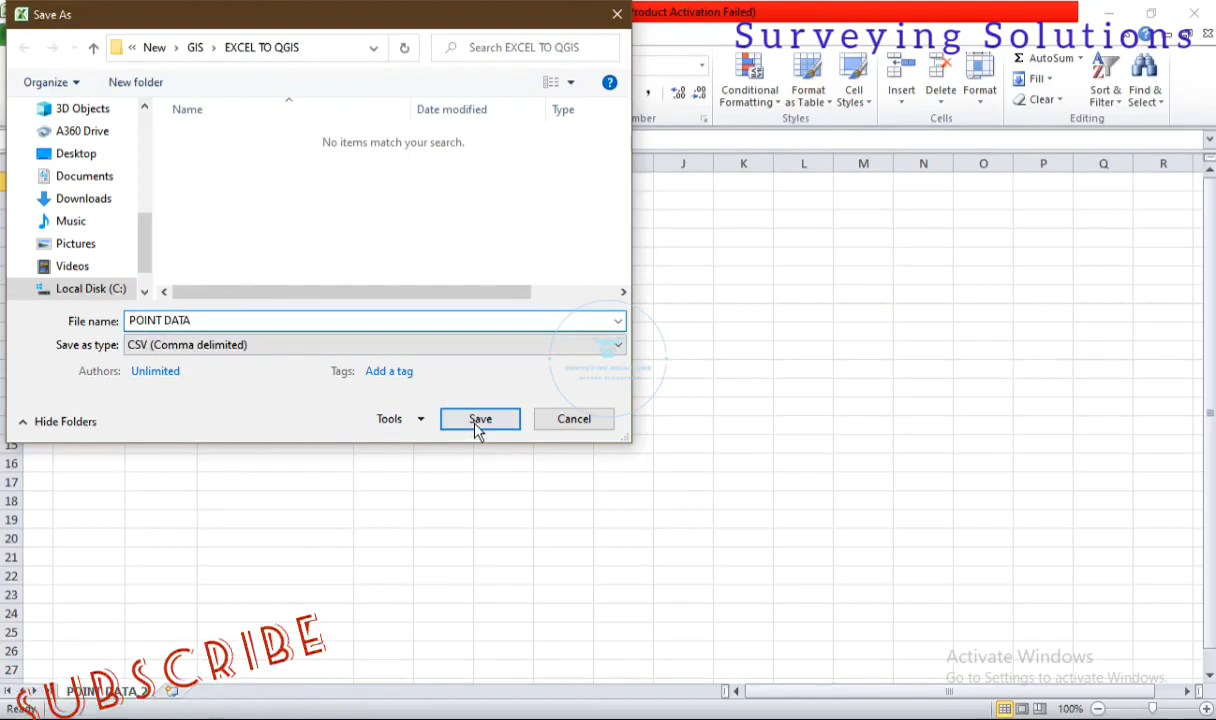 Save As
Product Activation Failed)
Surveying Solutions
« New › GIS › EXCEL TO QGIS
Search EXCEL TO QGIS
Organize
New folder
AutoSum
Fill
Clear
Conditional Formatting
Format as Table
Cell Styles
Insert
Delete
Format
Sort & Filter
Find & Select
mber
Styles
Cells
Editing
3D Objects
A360 Drive
Desktop
Documents
Downloads
Music
Pictures
Videos
Local Disk (C:)
Name
Date modified
Type
No items match your search.
J K L M N O P Q R
File name: POINT DATA
Save as type: CSV (Comma delimited)
SURVEYING SOLUTIONS
Authors: Unlimited
Tags: Add a tag
Hide Folders
Tools
Save
Cancel
15
16
17
18
19
20
21
22
23
24
25
26
27
SUBSCRIBE
Activate Windows
Go to Settings to activate Windows.
POINT DATA_2
Ready
100%